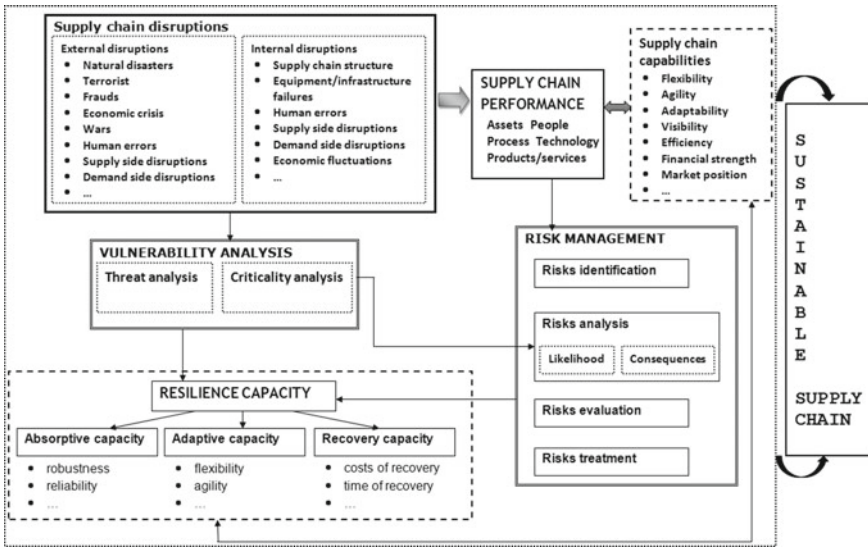 Supply chain disruptions
External disruptions
• Natural disasters
• Terrorist
• Frauds
• Economic crisis
• Wars
• Human errors
• Supply side disruptions
• Demand side disruptions
• ...
Internal disruptions
• Supply chain structure
• Equipment/infrastructure
failures
• Human errors
• Supply side disruptions
• Demand side disruptions
• Economic fluctuations
• ...
SUPPLY CHAIN
PERFORMANCE
Assets People
Process Technology
Products/services
Supply chain
capabilities
• Flexibility
• Agility
• Adaptability
• Visibility
• Efficiency
• Financial strength
• Market position
• ...
VULNERABILITY ANALYSIS
Threat analysis
Criticality analysis
RISK MANAGEMENT
Risks identification
Risks analysis
Likelihood
Consequences
Risks evaluation
Risks treatment
RESILIENCE CAPACITY
Absorptive capacity
• robustness
• reliability
• ...
Adaptive capacity
• flexibility
• agility
• ...
Recovery capacity
• costs of recovery
• time of recovery
• ...
SUSTAINABLE
SUPPLY
CHAIN